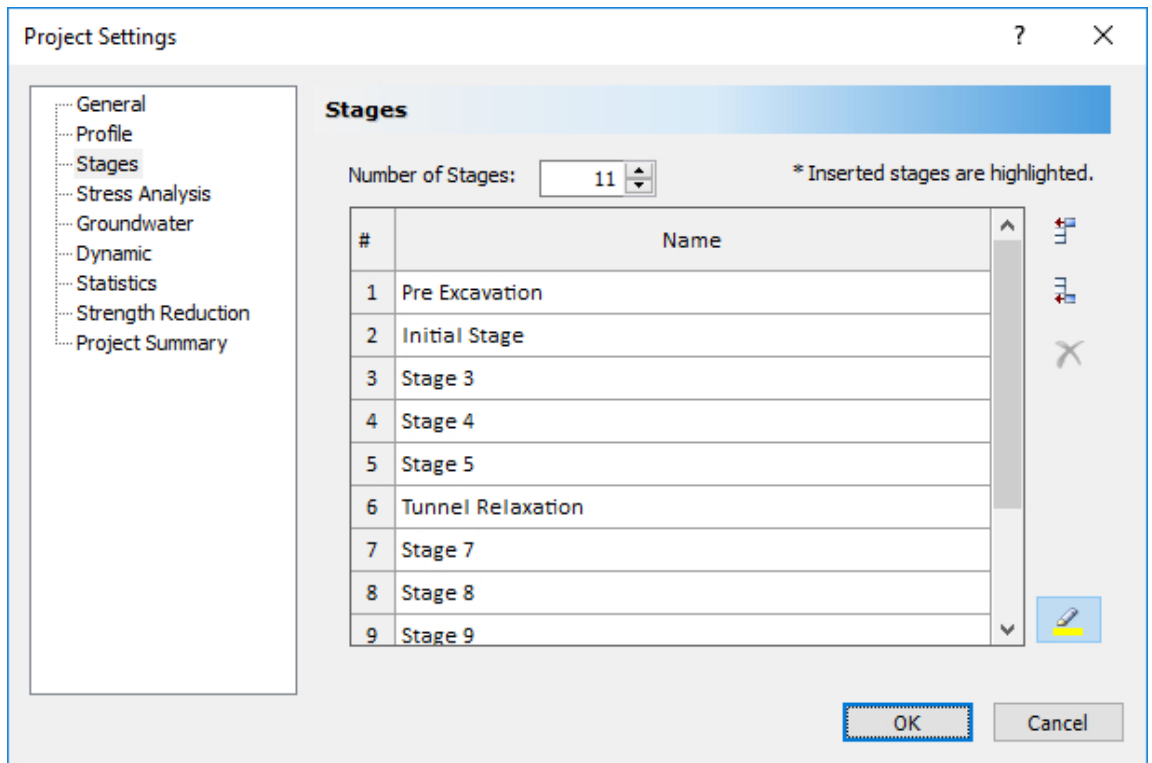 Project Settings
?
General
Profile
Stages
Stress Analysis
Groundwater
Dynamic
Statistics
Strength Reduction
Project Summary
Stages
Number of Stages: 11
* Inserted stages are highlighted.
# Name
1 Pre Excavation
2 Initial Stage
3 Stage 3
4 Stage 4
5 Stage 5
6 Tunnel Relaxation
7 Stage 7
8 Stage 8
9 Stage 9
OK Cancel